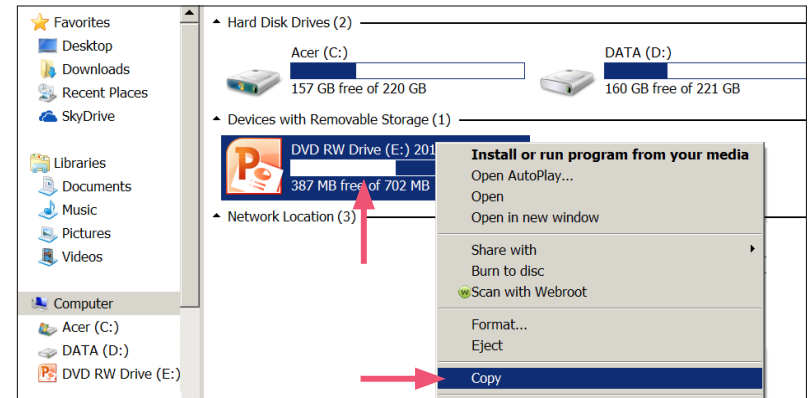 Favorites
Desktop
Downloads
Recent Places
SkyDrive
Libraries
Documents
Music
Pictures
Videos
Computer
Acer (C:)
DATA (D:)
DVD RW Drive (E:)
Hard Disk Drives (2)
Acer (C:)
157 GB free of 220 GB
DATA (D:)
160 GB free of 221 GB
Devices with Removable Storage (1)
DVD RW Drive (E:) 201
387 MB free of 702 MB
Network Location (3)
Install or run program from your media
Open AutoPlay...
Open
Open in new window
Share with
Burn to disc
Scan with Webroot
Format...
Eject
Copy